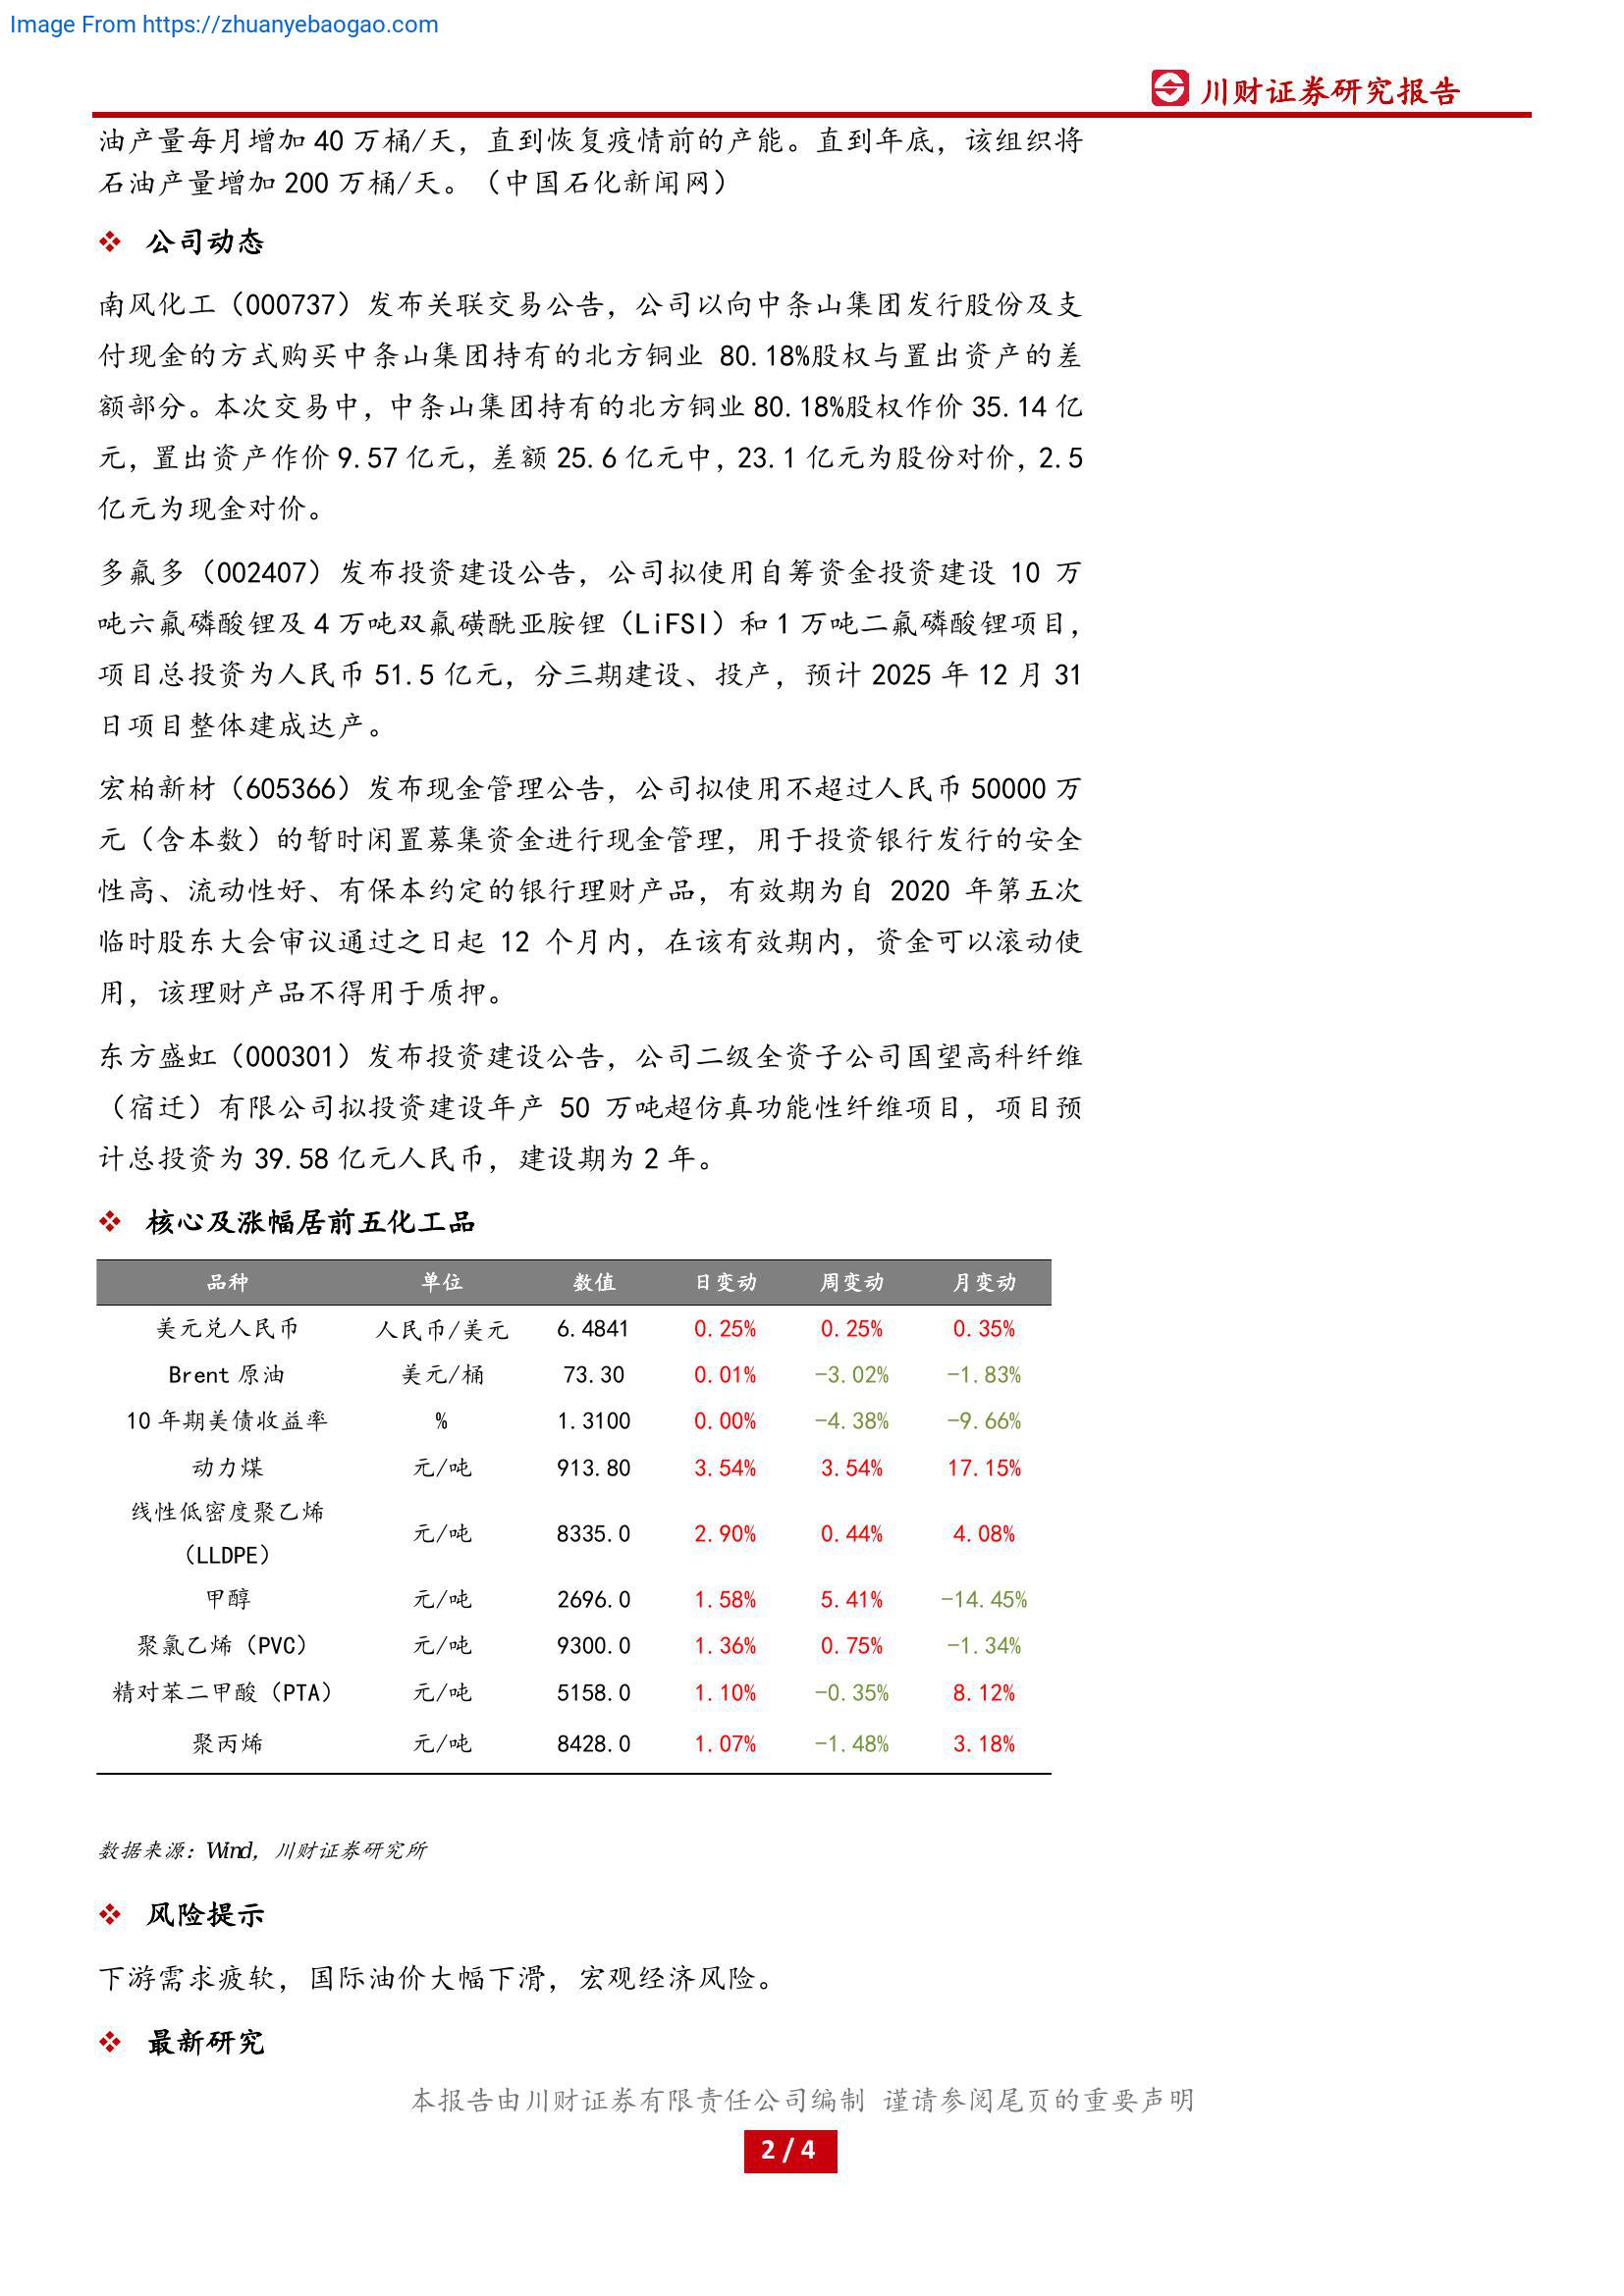 Image From https://zhuanyebaogao.com
川财证券研究报告
油产量每月增加 40 万桶/天，直到恢复疫情前的产能。直到年底，该组织将
石油产量增加 200 万桶/天。（中国石化新闻网）
公司动态
南风化工（000737）发布关联交易公告，公司以向中条山集团发行股份及支
付现金的方式购买中条山集团持有的北方铜业 80.18%股权与置出资产的差
额部分。本次交易中，中条山集团持有的北方铜业 80.18%股权作价 35.14 亿
元，置出资产作价 9.57 亿元，差额 25.6 亿元中，23.1 亿元为股份对价，2.5
亿元为现金对价。
多氟多（002407）发布投资建设公告，公司拟使用自筹资金投资建设 10 万
吨六氟磷酸锂及 4 万吨双氟磺酰亚胺锂（LiFSI）和 1 万吨二氟磷酸锂项目，
项目总投资为人民币 51.5 亿元，分三期建设、投产，预计 2025 年 12 月 31
日项目整体建成达产。
宏柏新材（605366）发布现金管理公告，公司拟使用不超过人民币 50000 万
元（含本数）的暂时闲置募集资金进行现金管理，用于投资银行发行的安全
性高、流动性好、有保本约定的银行理财产品，有效期为自 2020 年第五次
临时股东大会审议通过之日起 12 个月内，在该有效期内，资金可以滚动使
用，该理财产品不得用于质押。
东方盛虹（000301）发布投资建设公告，公司二级全资子公司国望高科纤维
（宿迁）有限公司拟投资建设年产 50 万吨超仿真功能性纤维项目，项目预
计总投资为 39.58 亿元人民币，建设期为 2 年。
核心及涨幅居前五化工品
品种 单位 数值 日变动 周变动 月变动
美元兑人民币 人民币/美元 6.4841 0.25% 0.25% 0.35%
Brent 原油 美元/桶 73.30 0.01% -3.02% -1.83%
10 年期美债收益率 % 1.3100 0.00% -4.38% -9.66%
动力煤 元/吨 913.80 3.54% 3.54% 17.15%
线性低密度聚乙烯
（LLDPE） 元/吨 8335.0 2.90% 0.44% 4.08%
甲醇 元/吨 2696.0 1.58% 5.41% -14.45%
聚氯乙烯（PVC） 元/吨 9300.0 1.36% 0.75% -1.34%
精对苯二甲酸（PTA） 元/吨 5158.0 1.10% -0.35% 8.12%
聚丙烯 元/吨 8428.0 1.07% -1.48% 3.18%
数据来源：Wind，川财证券研究所
风险提示
下游需求疲软，国际油价大幅下滑，宏观经济风险。
最新研究
本报告由川财证券有限责任公司编制 谨请参阅尾页的重要声明
2 / 4